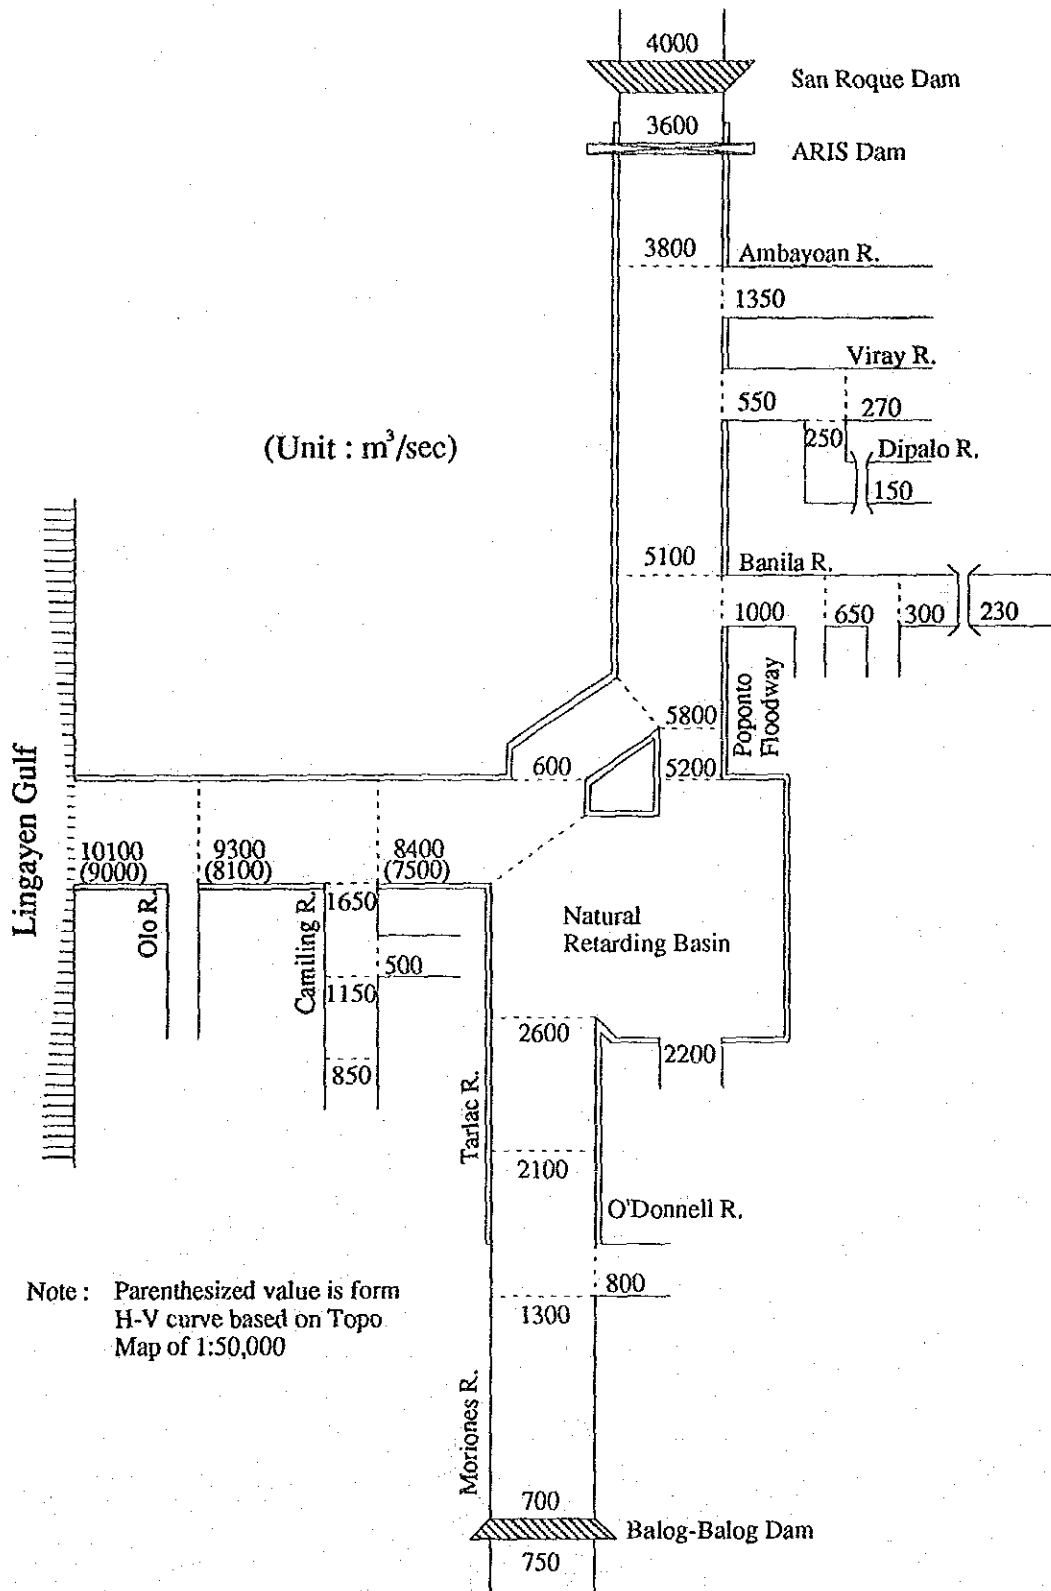 4000
San Roque Dam
3600
ARIS Dam
3800
Ambayoan R.
1350
Viray R.
550
270
250
(Unit : m³/sec)
Dipalo R.
150
5100
Banila R.
1000
650
300
230
Poponto
Floodway
5800
600
5200
Lingayen Gulf
10100
(9000)
9300
(8100)
8400
(7500)
Olo R.
Camiling R.
1650
500
1150
850
Natural
Retarding Basin
2600
2200
Tarlac R.
2100
O'Donnell R.
800
1300
Note : Parenthesized value is form
H-V curve based on Topo
Map of 1:50,000
Moriones R.
700
Balog-Balog Dam
750